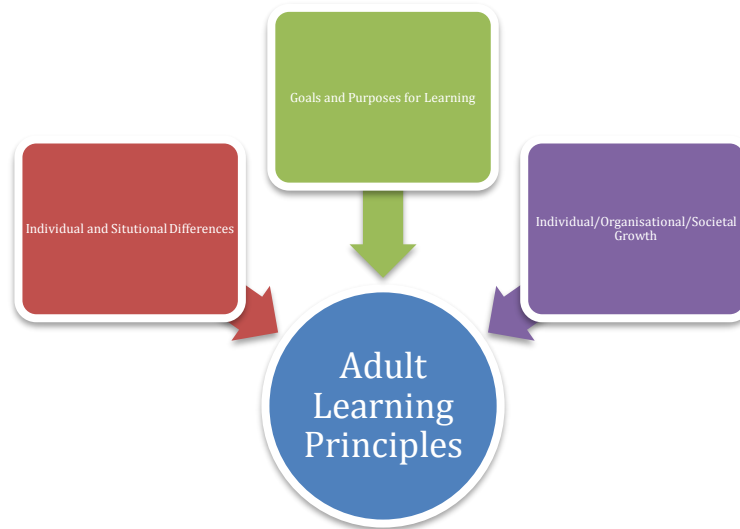 Goals and Purposes for Learning
Individual and Situtional Differences
Individual/Organisational/Societal
Growth
Adult
Learning
Principles